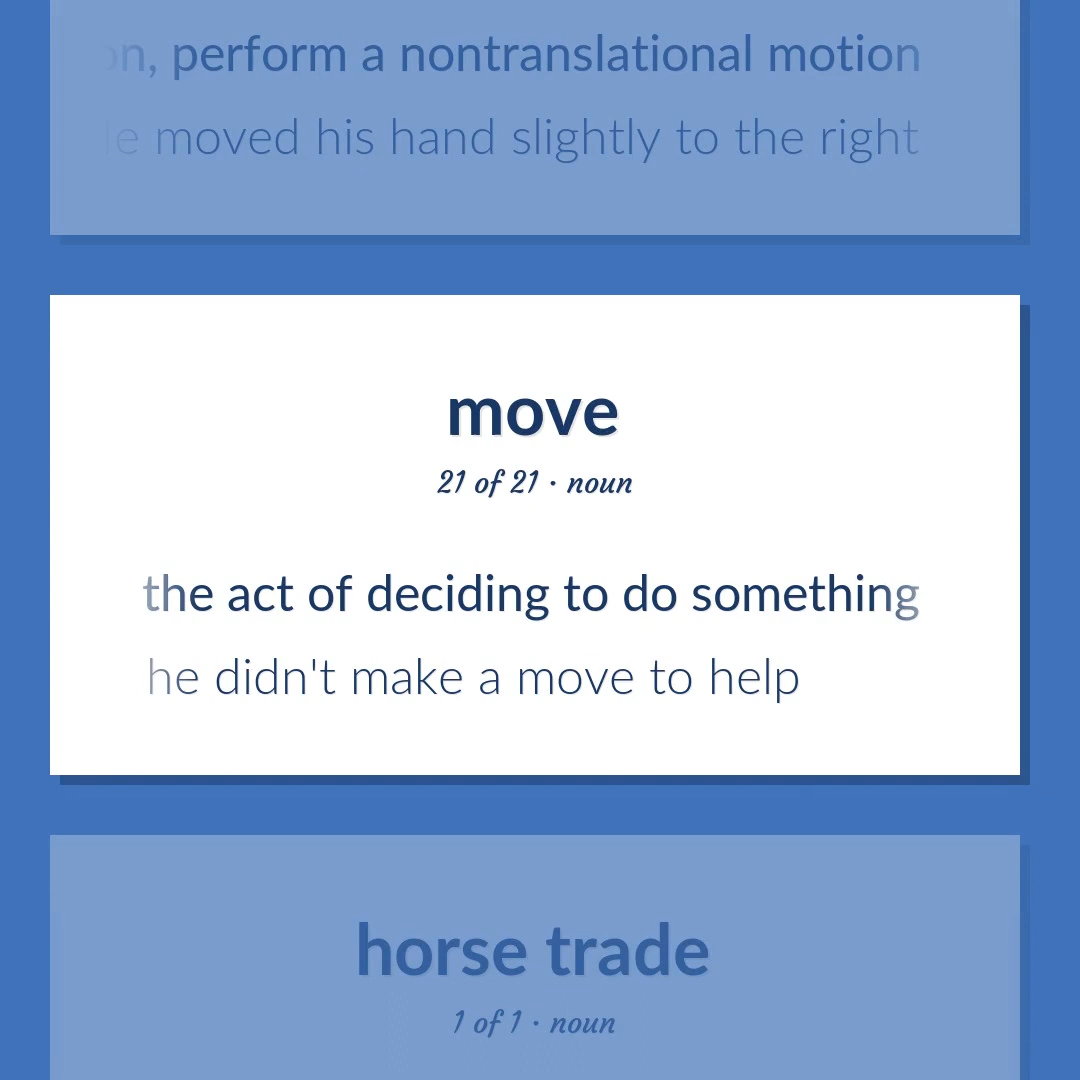 perform a nontranslational motion
moved his hand slightly to the right
move
21 of 21 · noun
the act of deciding to do something
he didn't make a move to help
horse trade
1 of 1 · noun